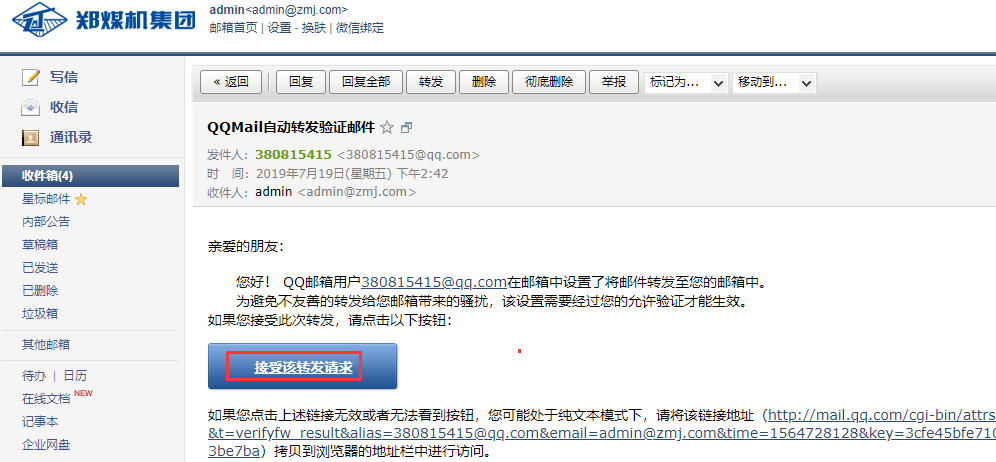 郑煤机集团
admin<admin@zmj.com>
邮箱首页 | 设置 - 换肤 | 微信绑定
写信
收信
通讯录
收件箱(4)
星标邮件
内部公告
草稿箱
已发送
已删除
垃圾箱
其他邮箱
待办 | 日历
在线文档 NEW
记事本
企业网盘
« 返回 回复 回复全部 转发 删除 彻底删除 举报 标记为... 移动到...
QQMail自动转发验证邮件
发件人: 380815415 <380815415@qq.com>
时 间: 2019年7月19日(星期五) 下午2:42
收件人: admin <admin@zmj.com>
亲爱的朋友:
您好! QQ邮箱用户380815415@qq.com在邮箱中设置了将邮件转发至您的邮箱中。
为避免不友善的转发给您邮箱带来的骚扰，该设置需要经过您的允许验证才能生效。
如果您接受此次转发，请点击以下按钮:
接受该转发请求
如果您点击上述链接无效或者无法看到按钮，您可能处于纯文本模式下，请将该链接地址（http://mail.qq.com/cgi-bin/attrs
&t=verifyfw_result&alias=380815415@qq.com&email=admin@zmj.com&time=1564728128&key=3cfe45bfe710
3be7ba）拷贝到浏览器的地址栏中进行访问。